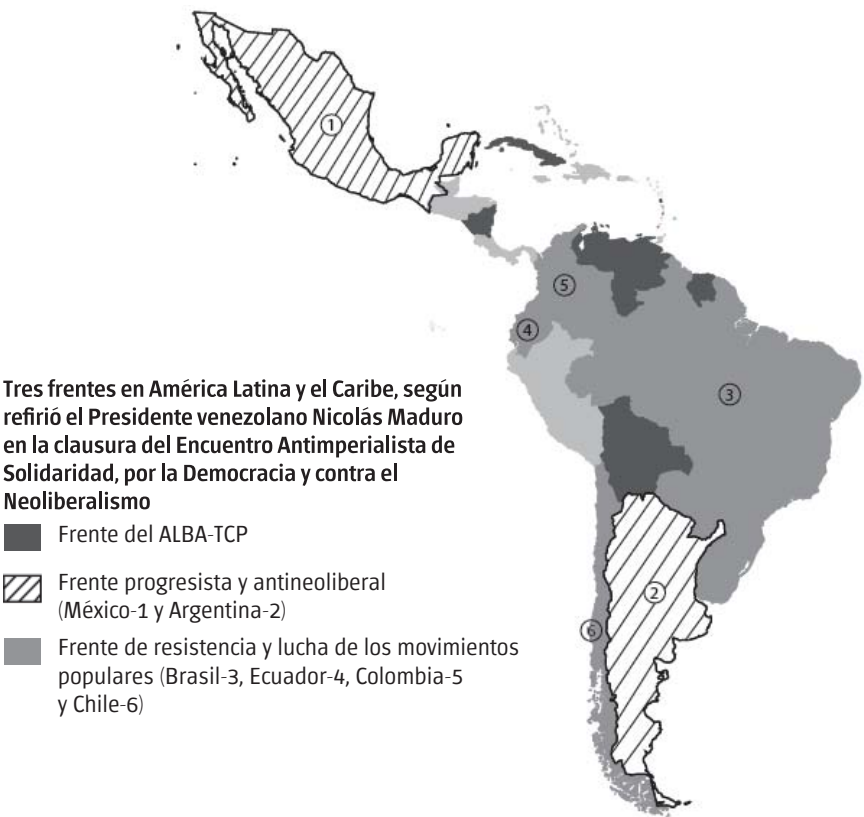 1
5
4
3
Tres frentes en América Latina y el Caribe, según
refirió el Presidente venezolano Nicolás Maduro
en la clausura del Encuentro Antimperialista de
Solidaridad, por la Democracia y contra el
Neoliberalismo
Frente del ALBA-TCP
Frente progresista y antineoliberal
(México-1 y Argentina-2)
2
6
Frente de resistencia y lucha de los movimientos
populares (Brasil-3, Ecuador-4, Colombia-5
y Chile-6)